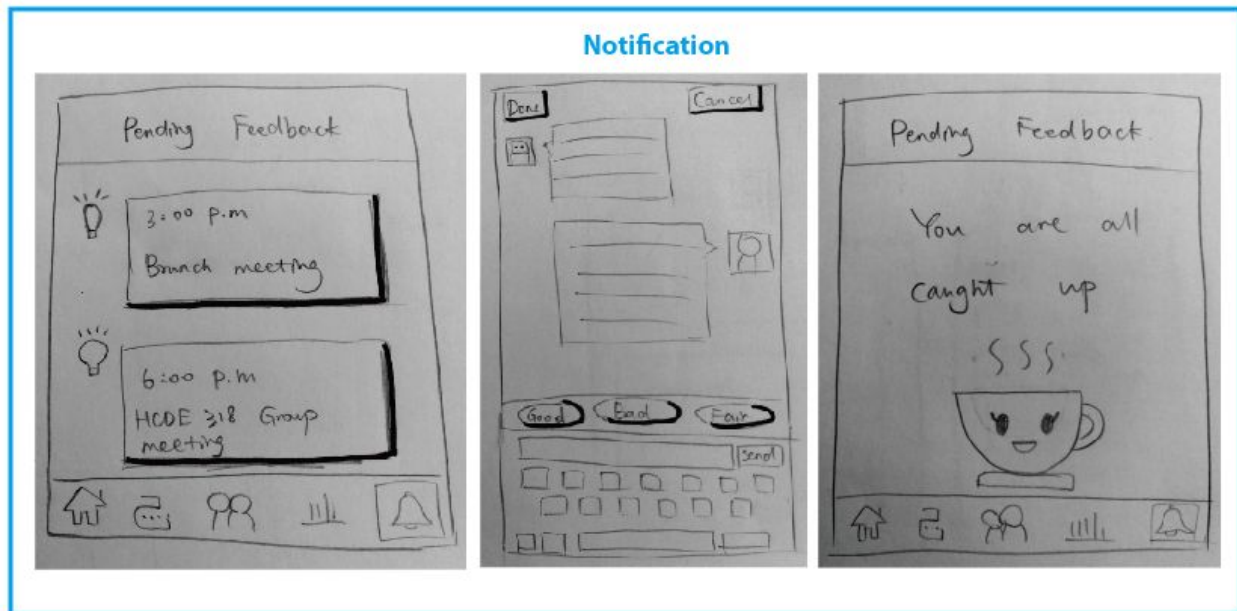 Notification
Pending Feedback
3:00 p.m
Brunch meeting
6:00 p.m
HCDE 318 Group
meeting
Done
Cancel
Good
Bad
Fair
Send
Pending Feedback.
You are all
caught up